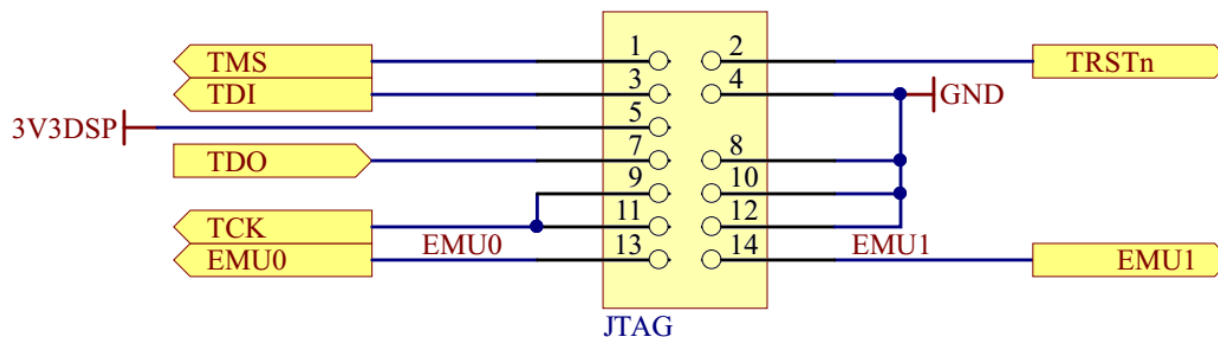 TMS 1 2 TRSTn
TDI 3 4 GND
3V3DSP 5
TDO 7 8
9 10
TCK 11 12
EMU0 EMU0 13 14 EMU1 EMU1
JTAG